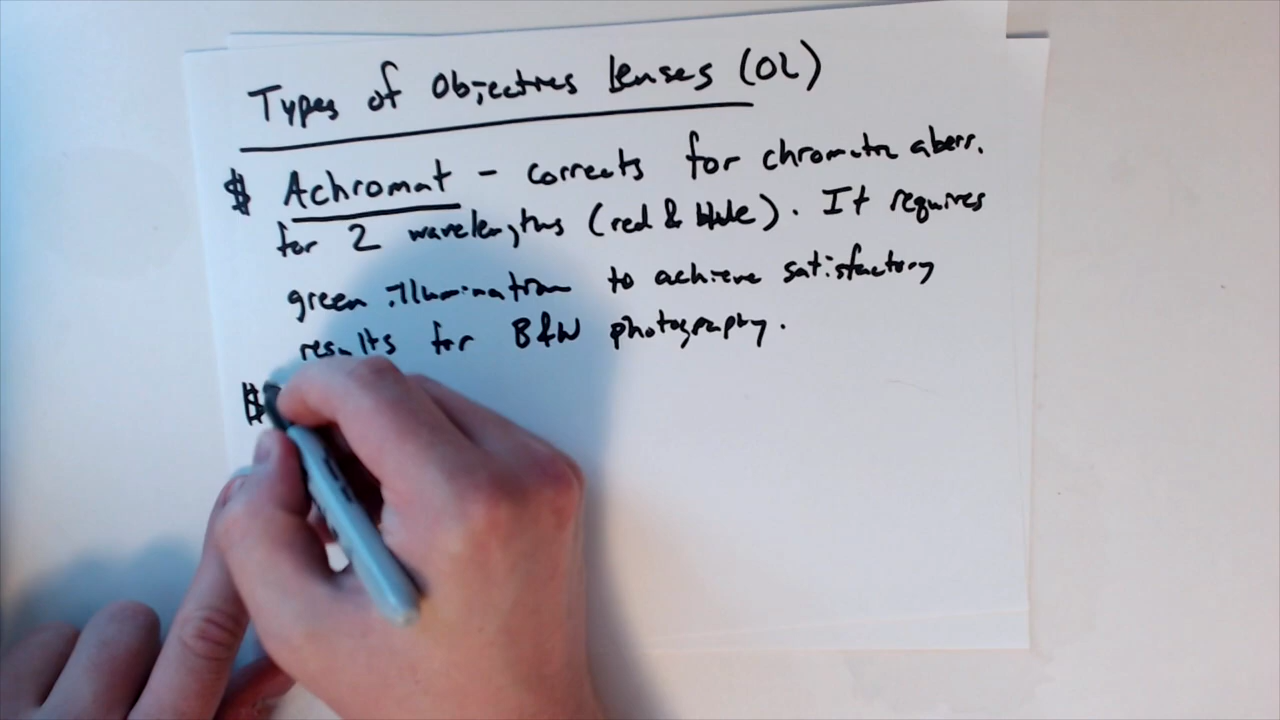 Types of Objectives lenses (OL)
$ Achromat - corrects for chromatic aberr.
for 2 wavelengths (red & blue). It requires
green illumination to achieve satisfactory
results for B&W photography.
$